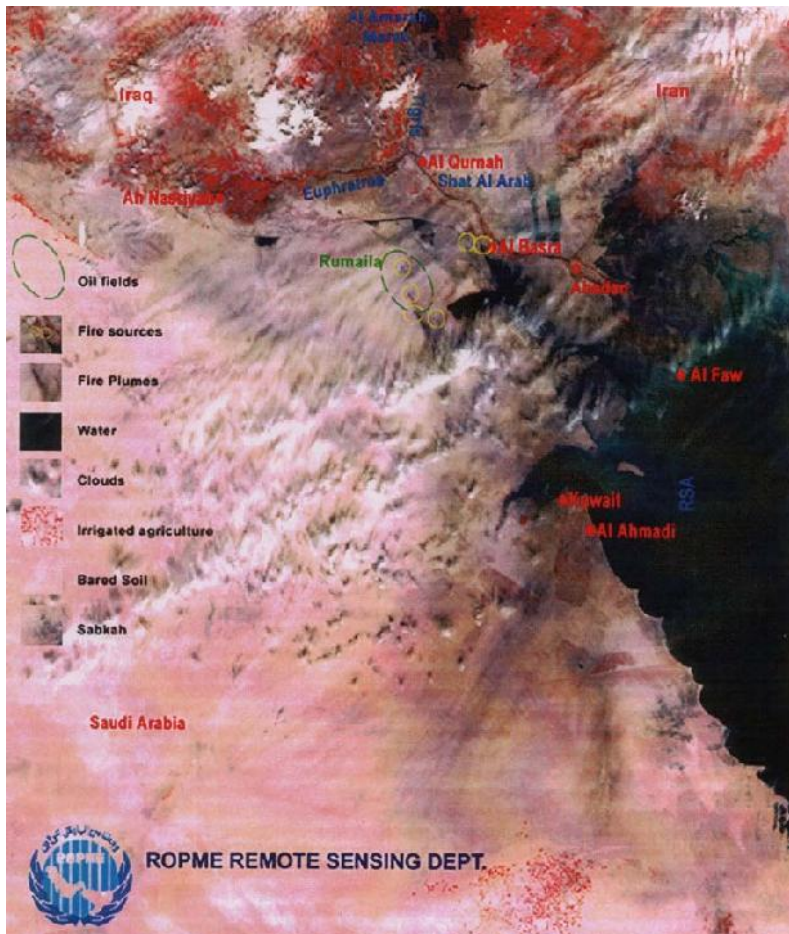 Al Amarah
Marsh
Iraq
Iran
Tigris
Al Qurnah
Euphrates
Shat Al Arab
An Nasriyah
Al Basra
Rumaila
Abadan
Oil fields
Fire sources
Al Faw
Fire Plumes
Water
Clouds
RSA
Kuwait
Irrigated agriculture
Al Ahmadi
Bared Soil
Sabkah
Saudi Arabia
ROPME
ROPME REMOTE SENSING DEPT.